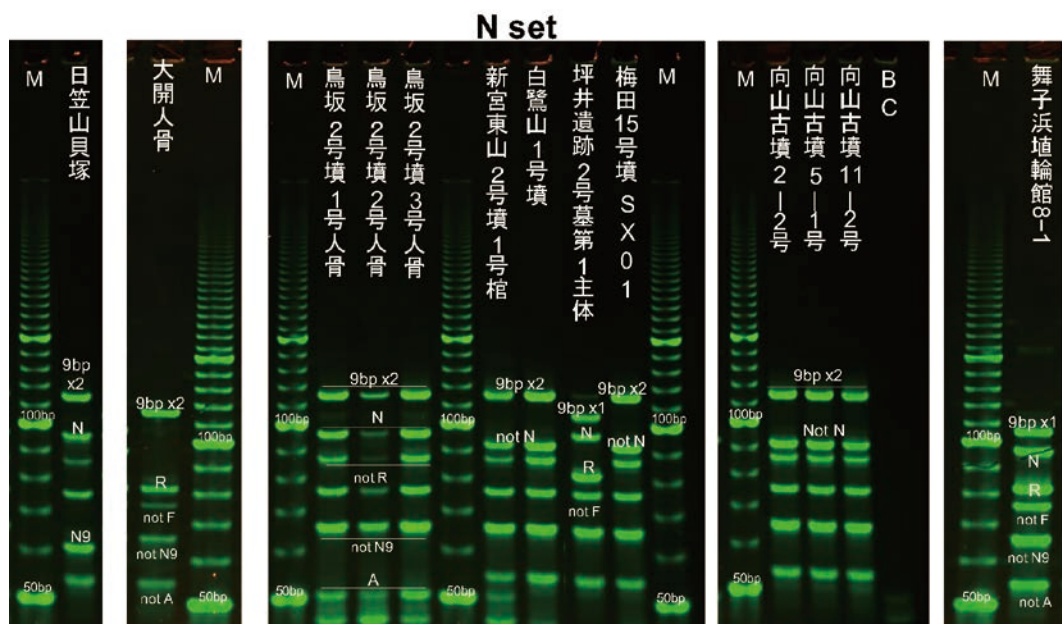 N set
M
日笠山貝塚
9bp
x2
N
100bp
N9
50bp
大開人骨
M
9bp x2
R
100bp
not F
not N9
not A
50bp
M
鳥坂 2号墳 1号人骨
鳥坂 2号墳 2号人骨
鳥坂 2号墳 3号人骨
新宮東山 2号墳 1号棺
白鷺山 1号墳
坪井遺跡 2号墓第 1主体
梅田15号墳 SX01
M
9bp x2
N
not R
not N9
A
100bp
50bp
100bp
50bp
9bp x2
not N
9bp x1
N
R
not F
9bp x2
not N
100bp
50bp
M
向山古墳 2―2号
向山古墳 5―1号
向山古墳 11―2号
BC
9bp x2
Not N
100bp
50bp
M
舞子浜埴輪館8-1
9bp x1
100bp
N
R
not F
not N9
not A
50bp